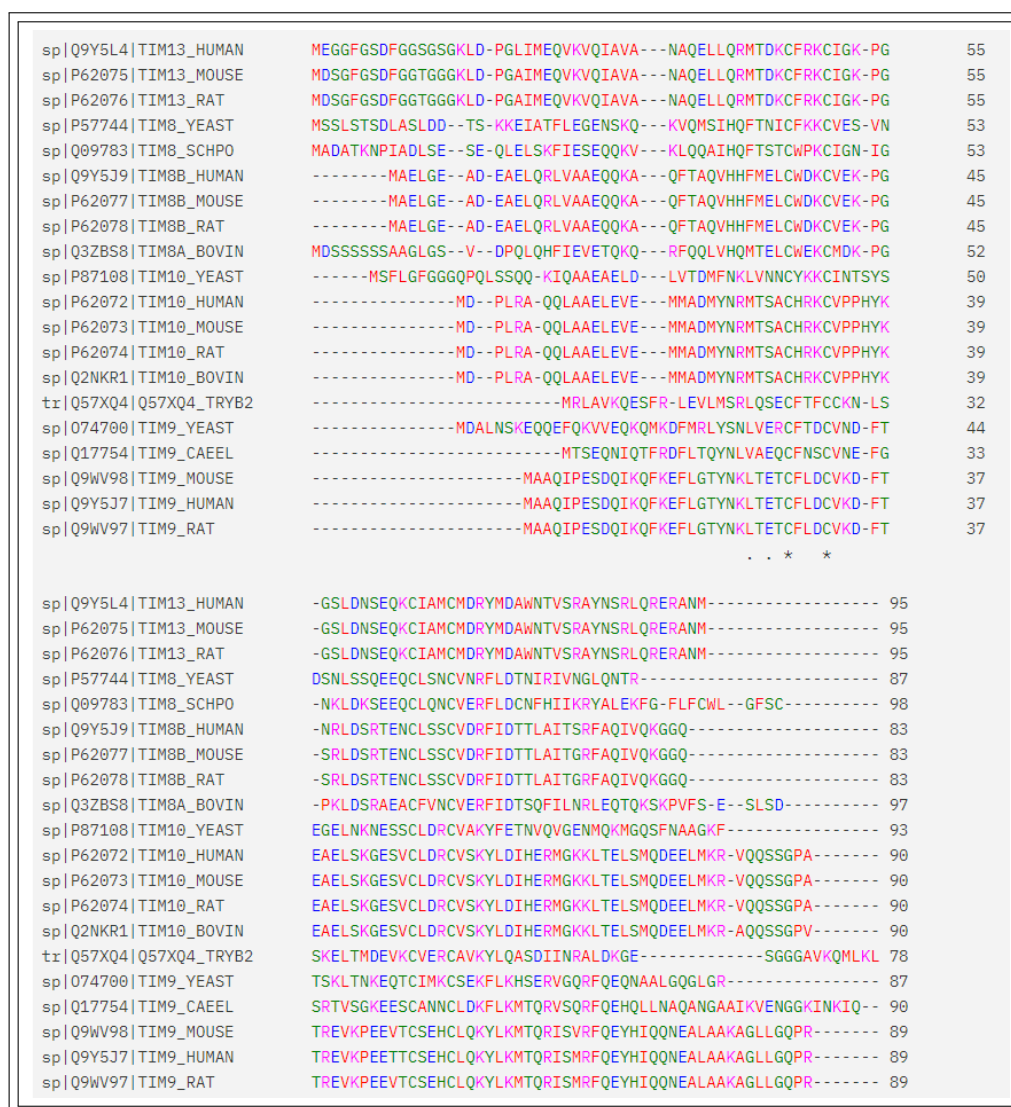 sp|Q9Y5L4|TIM13_HUMAN MEGGFGSDFGGSGSGKLD-PGLIMEQVKVQIAVA---NAQELLQRMTDKCFRKCIGK-PG 55
sp|P62075|TIM13_MOUSE MDSGFGSDFGGTGGGKLD-PGAIMEQVKVQIAVA---NAQELLQRMTDKCFRKCIGK-PG 55
sp|P62076|TIM13_RAT MDSGFGSDFGGTGGGKLD-PGAIMEQVKVQIAVA---NAQELLQRMTDKCFRKCIGK-PG 55
sp|P57744|TIM8_YEAST MSSLSTSDLASLDD--TS-KKEIATFLEGENSKQ---KVQMSIHQFTNICFKKCVES-VN 53
sp|Q09783|TIM8_SCHPO MADATKNPIADLSE--SE-QLELSKFIESEQQKV---KLQQAIHQFTSTCWPKCIGN-IG 53
sp|Q9Y5J9|TIM8B_HUMAN --------MAELGE--AD-EAELQRLVAAEQQKA---QFTAQVHHFMELCWDKCVEK-PG 45
sp|P62077|TIM8B_MOUSE --------MAELGE--AD-EAELQRLVAAEQQKA---QFTAQVHHFMELCWDKCVEK-PG 45
sp|P62078|TIM8B_RAT --------MAELGE--AD-EAELQRLVAAEQQKA---QFTAQVHHFMELCWDKCVEK-PG 45
sp|Q3ZBS8|TIM8A_BOVIN MDSSSSSSAAGLGS--V--DPQLQHFIEVETQKQ---RFQQLVHQMTELCWEKCMDK-PG 52
sp|P87108|TIM10_YEAST ------MSFLGFGGGQPQLSSQQ-KIQAAEAELD---LVTDMFNKLVNNCYKKCINTSYS 50
sp|P62072|TIM10_HUMAN ---------------MD--PLRA-QQLAAELEVE---MMADMYNRMTSACHRKCVPPHYK 39
sp|P62073|TIM10_MOUSE ---------------MD--PLRA-QQLAAELEVE---MMADMYNRMTSACHRKCVPPHYK 39
sp|P62074|TIM10_RAT ---------------MD--PLRA-QQLAAELEVE---MMADMYNRMTSACHRKCVPPHYK 39
sp|Q2NKR1|TIM10_BOVIN ---------------MD--PLRA-QQLAAELEVE---MMADMYNRMTSACHRKCVPPHYK 39
tr|Q57XQ4|Q57XQ4_TRYB2 --------------------------MRLAVKQESFR-LEVLMSRLQSECFTFCCKN-LS 32
sp|O74700|TIM9_YEAST ---------------MDALNSKEQQEFQKVVEQKQMKDFMRLYSNLVERCFTDCVND-FT 44
sp|Q17754|TIM9_CAEEL --------------------------MTSEQNIQTFRDFLTQYNLVAEQCFNSCVNE-FG 33
sp|Q9WV98|TIM9_MOUSE ----------------------MAAQIPESDQIKQFKEFLGTYNKLTETCFLDCVKD-FT 37
sp|Q9Y5J7|TIM9_HUMAN ----------------------MAAQIPESDQIKQFKEFLGTYNKLTETCFLDCVKD-FT 37
sp|Q9WV97|TIM9_RAT ----------------------MAAQIPESDQIKQFKEFLGTYNKLTETCFLDCVKD-FT 37
. . * *
sp|Q9Y5L4|TIM13_HUMAN -GSLDNSEQKCIAMCMDRYMDAWNTVSRAYNSRLQRERANM------------------ 95
sp|P62075|TIM13_MOUSE -GSLDNSEQKCIAMCMDRYMDAWNTVSRAYNSRLQRERANM------------------ 95
sp|P62076|TIM13_RAT -GSLDNSEQKCIAMCMDRYMDAWNTVSRAYNSRLQRERANM------------------ 95
sp|P57744|TIM8_YEAST DSNLSSQEEQCLSNCVNRFLDTNIRIVNGLQNTR------------------------- 87
sp|Q09783|TIM8_SCHPO -NKLDKSEEQCLQNCVERFLDCNFHIIKRYALEKFG-FLFCWL--GFSC---------- 98
sp|Q9Y5J9|TIM8B_HUMAN -NRLDSRTENCLSSCVDRFIDTTLAITSRFAQIVQKGGQ-------------------- 83
sp|P62077|TIM8B_MOUSE -SRLDSRTENCLSSCVDRFIDTTLAITGRFAQIVQKGGQ-------------------- 83
sp|P62078|TIM8B_RAT -SRLDSRTENCLSSCVDRFIDTTLAITGRFAQIVQKGGQ-------------------- 83
sp|Q3ZBS8|TIM8A_BOVIN -PKLDSRAEACFVNCVERFIDTSQFILNRLEQTQKSKPVFS-E--SLSD---------- 97
sp|P87108|TIM10_YEAST EGELNKNESSCLDRCVAKYFETNVQVGENMQKMGQSFNAAGKF---------------- 93
sp|P62072|TIM10_HUMAN EAELSKGESVCLDRCVSKYLDIHERMGKKLTELSMQDEELMKR-VQQSSGPA------- 90
sp|P62073|TIM10_MOUSE EAELSKGESVCLDRCVSKYLDIHERMGKKLTELSMQDEELMKR-VQQSSGPA------- 90
sp|P62074|TIM10_RAT EAELSKGESVCLDRCVSKYLDIHERMGKKLTELSMQDEELMKR-VQQSSGPA------- 90
sp|Q2NKR1|TIM10_BOVIN EAELSKGESVCLDRCVSKYLDIHERMGKKLTELSMQDEELMKR-AQQSSGPV------- 90
tr|Q57XQ4|Q57XQ4_TRYB2 SKELTMDEVKCVERCAVKYLQASDIINRALDKGE------------SGGGAVKQMLKL 78
sp|O74700|TIM9_YEAST TSKLTNKEQTCIMKCSEKFLKHSERVGQRFQEQNAALGQGLGR---------------- 87
sp|Q17754|TIM9_CAEEL SRTVSGKEESCANNCLDKFLKMTQRVSQRFQEHQLLNAQANGAAIKVENGGKINKIQ-- 90
sp|Q9WV98|TIM9_MOUSE TREVKPEEVTCSEHCLQKYLKMTQRISVRFQEYHIQQNEALAAKAGLLGQPR------- 89
sp|Q9Y5J7|TIM9_HUMAN TREVKPEETTCSEHCLQKYLKMTQRISMRFQEYHIQQNEALAAKAGLLGQPR------- 89
sp|Q9WV97|TIM9_RAT TREVKPEEVTCSEHCLQKYLKMTQRISMRFQEYHIQQNEALAAKAGLLGQPR------- 89